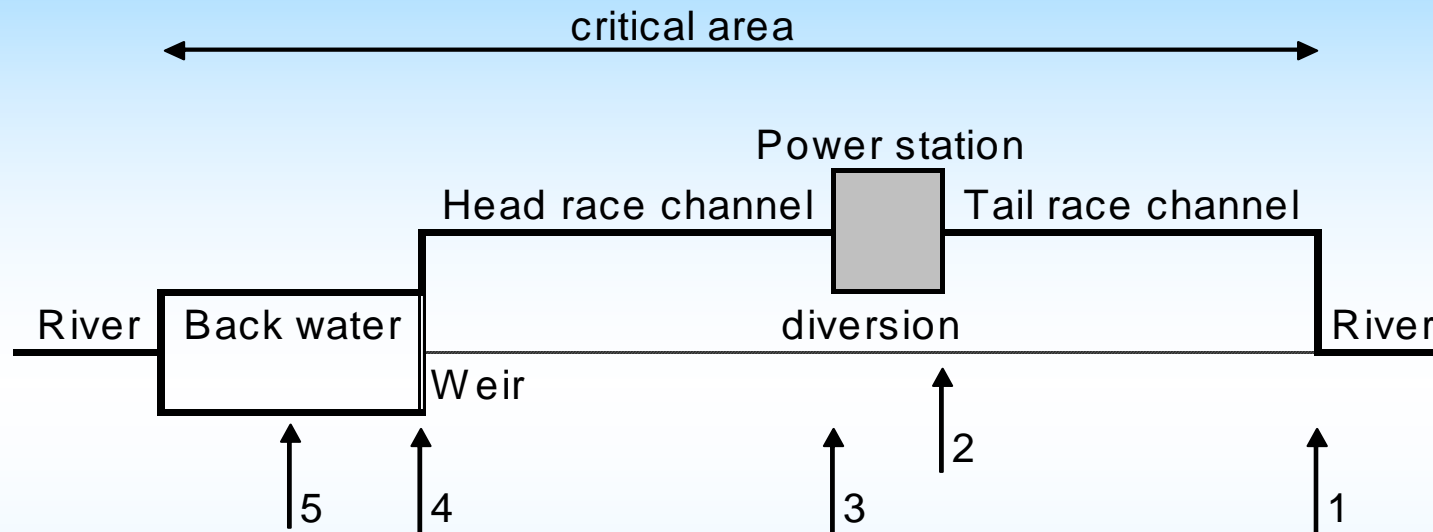 critical area
Power station
Head race channel
Tail race channel
River
Back water
diversion
River
Weir
2
5
4
3
1